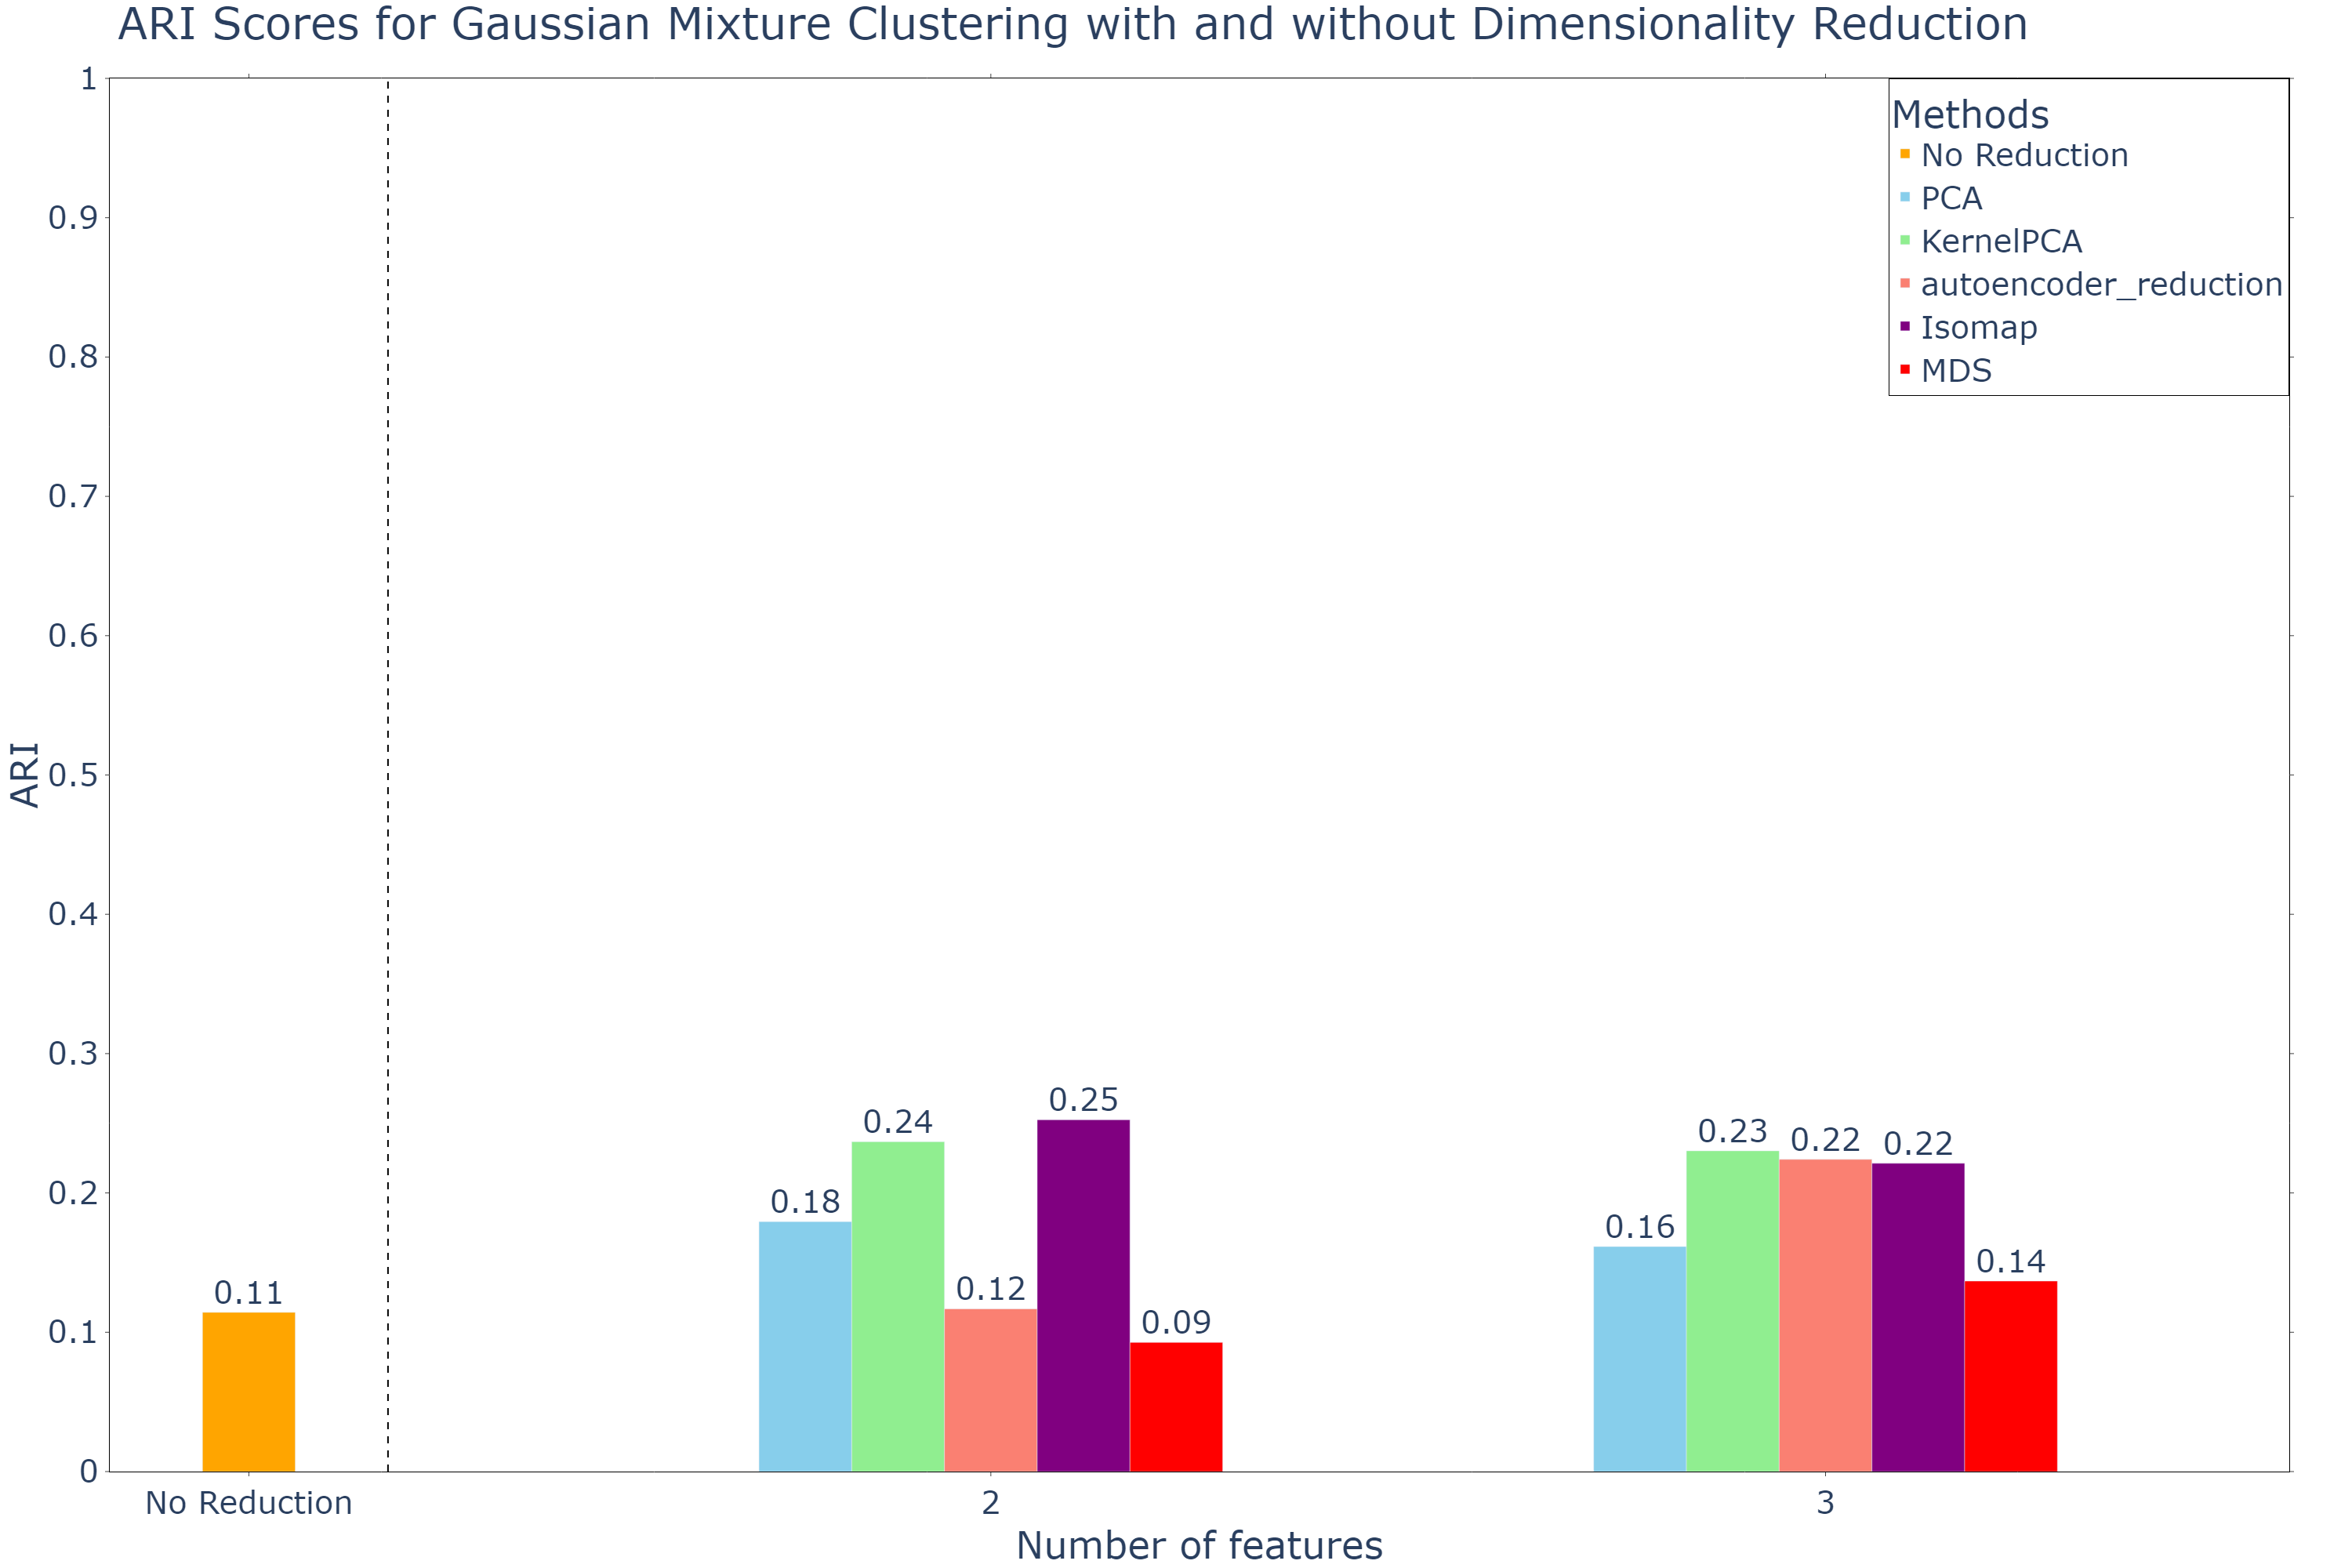 ARI Scores for Gaussian Mixture Clustering with and without Dimensionality Reduction
Methods
No Reduction
PCA
KernelPCA
autoencoder_reduction
Isomap
MDS
ARI
1
0.9
0.8
0.7
0.6
0.5
0.4
0.3
0.2
0.1
0
0.11
0.18
0.24
0.12
0.25
0.09
0.16
0.23
0.22
0.22
0.14
No Reduction
2
3
Number of features